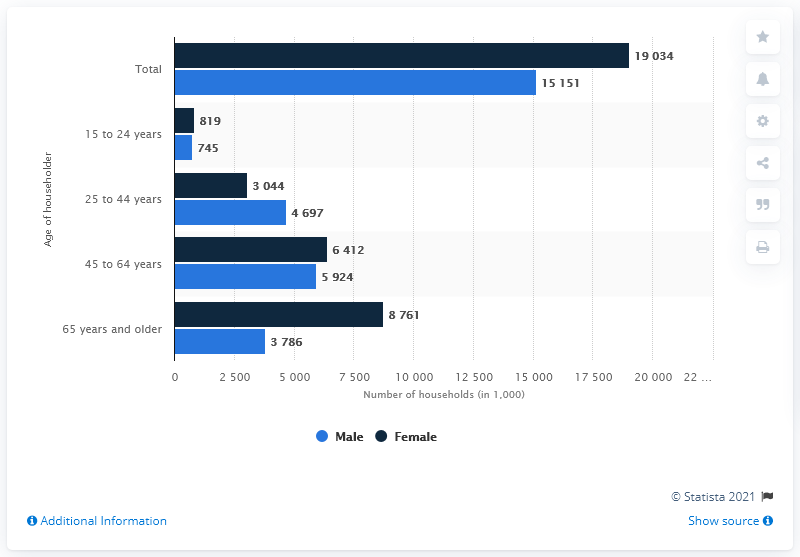 Age of householder
Total
19 034
15 151
15 to 24 years
819
745
25 to 44 years
3 044
4 697
45 to 64 years
6 412
5 924
65 years and older
8 761
3 786
0 2 500 5 000 7 500 10 000 12 500 15 000 17 500 20 000 22 ...
Number of households (in 1,000)
Male Female
© Statista 2021
Additional Information
Show source